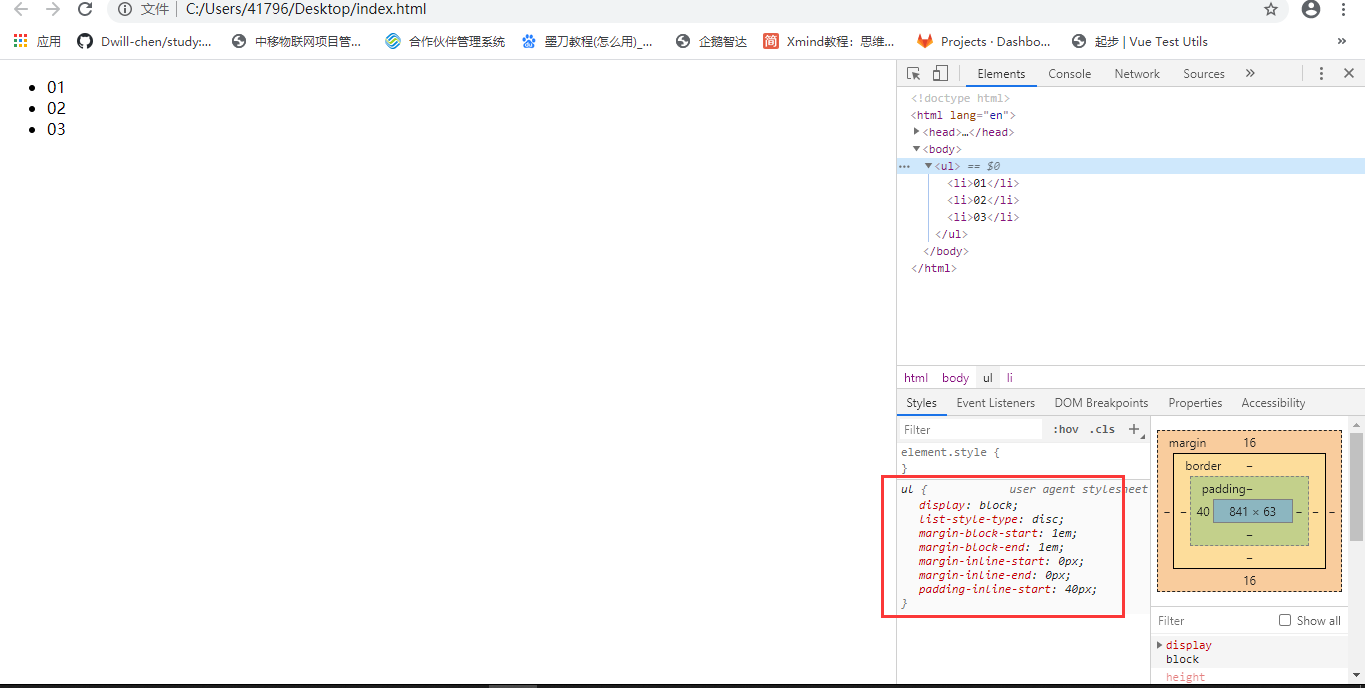 文件 C:/Users/41796/Desktop/index.html
应用 Dwill-chen/study:... 中移物联网项目管... 合作伙伴管理系统 墨刀教程(怎么用)_... 企鹅智达 简 Xmind教程：思维... Projects · Dashbo... 起步 | Vue Test Utils »
01
02
03
Elements Console Network Sources »
<!doctype html>
<html lang="en">
<head>…</head>
<body>
… <ul> == $0
<li>01</li>
<li>02</li>
<li>03</li>
</ul>
</body>
</html>
html body ul li
Styles Event Listeners DOM Breakpoints Properties Accessibility
Filter :hov .cls +
element.style {
}
ul { user agent stylesheet
display: block;
list-style-type: disc;
margin-block-start: 1em;
margin-block-end: 1em;
margin-inline-start: 0px;
margin-inline-end: 0px;
padding-inline-start: 40px;
}
margin 16
border –
padding –
– – 40 841 × 63 – – –
–
–
16
Filter Show all
display
block
height